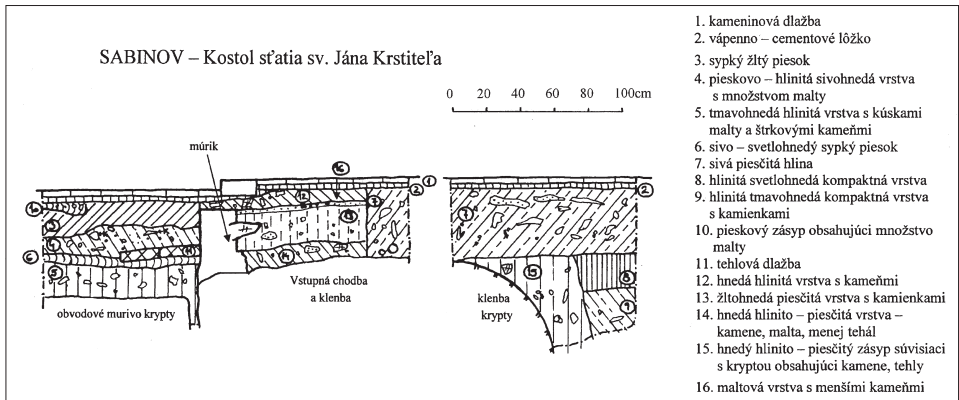 SABINOV – Kostol sťatia sv. Jána Krstiteľa
0 20 40 60 80 100cm
múrik
Vstupná chodba
a klenba
obvodové murivo krypty
klenba
krypty
1. kameninová dlažba
2. vápenno – cementové lôžko
3. sypký žltý piesok
4. pieskovo – hlinitá sivohnedá vrstva
s množstvom malty
5. tmavohnedá hlinitá vrstva s kúskami
malty a štrkovými kameňmi
6. sivo – svetlohnedý sypký piesok
7. sivá piesčitá hlina
8. hlinitá svetlohnedá kompaktná vrstva
9. hlinitá tmavohnedá kompaktná vrstva
s kamienkami
10. pieskový zásyp obsahujúci množstvo
malty
11. tehlová dlažba
12. hnedá hlinitá vrstva s kameňmi
13. žltohnedá piesčitá vrstva s kamienkami
14. hnedá hlinito – piesčitá vrstva –
kamene, malta, menej tehál
15. hnedý hlinito – piesčitý zásyp súvisiaci
s kryptou obsahujúci kamene, tehly
16. maltová vrstva s menšími kameňmi